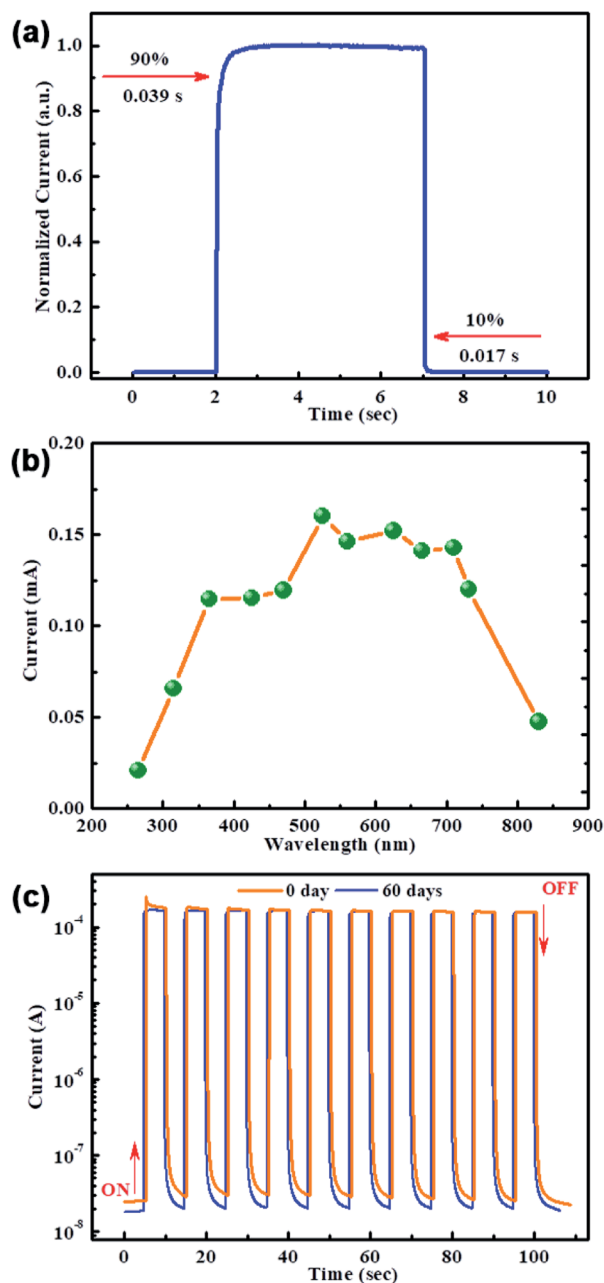 (a)
Normalized Current (a.u.)
1.0
0.8
0.6
0.4
0.2
0.0
90%
0.039 s
10%
0.017 s
0 2 4 6 8 10
Time (sec)
(b)
Current (mA)
0.20
0.15
0.10
0.05
0.00
200 300 400 500 600 700 800 900
Wavelength (nm)
(c)
Current (A)
10⁻⁴
10⁻⁵
10⁻⁶
10⁻⁷
10⁻⁸
0 day 60 days
OFF
ON
0 20 40 60 80 100
Time (sec)